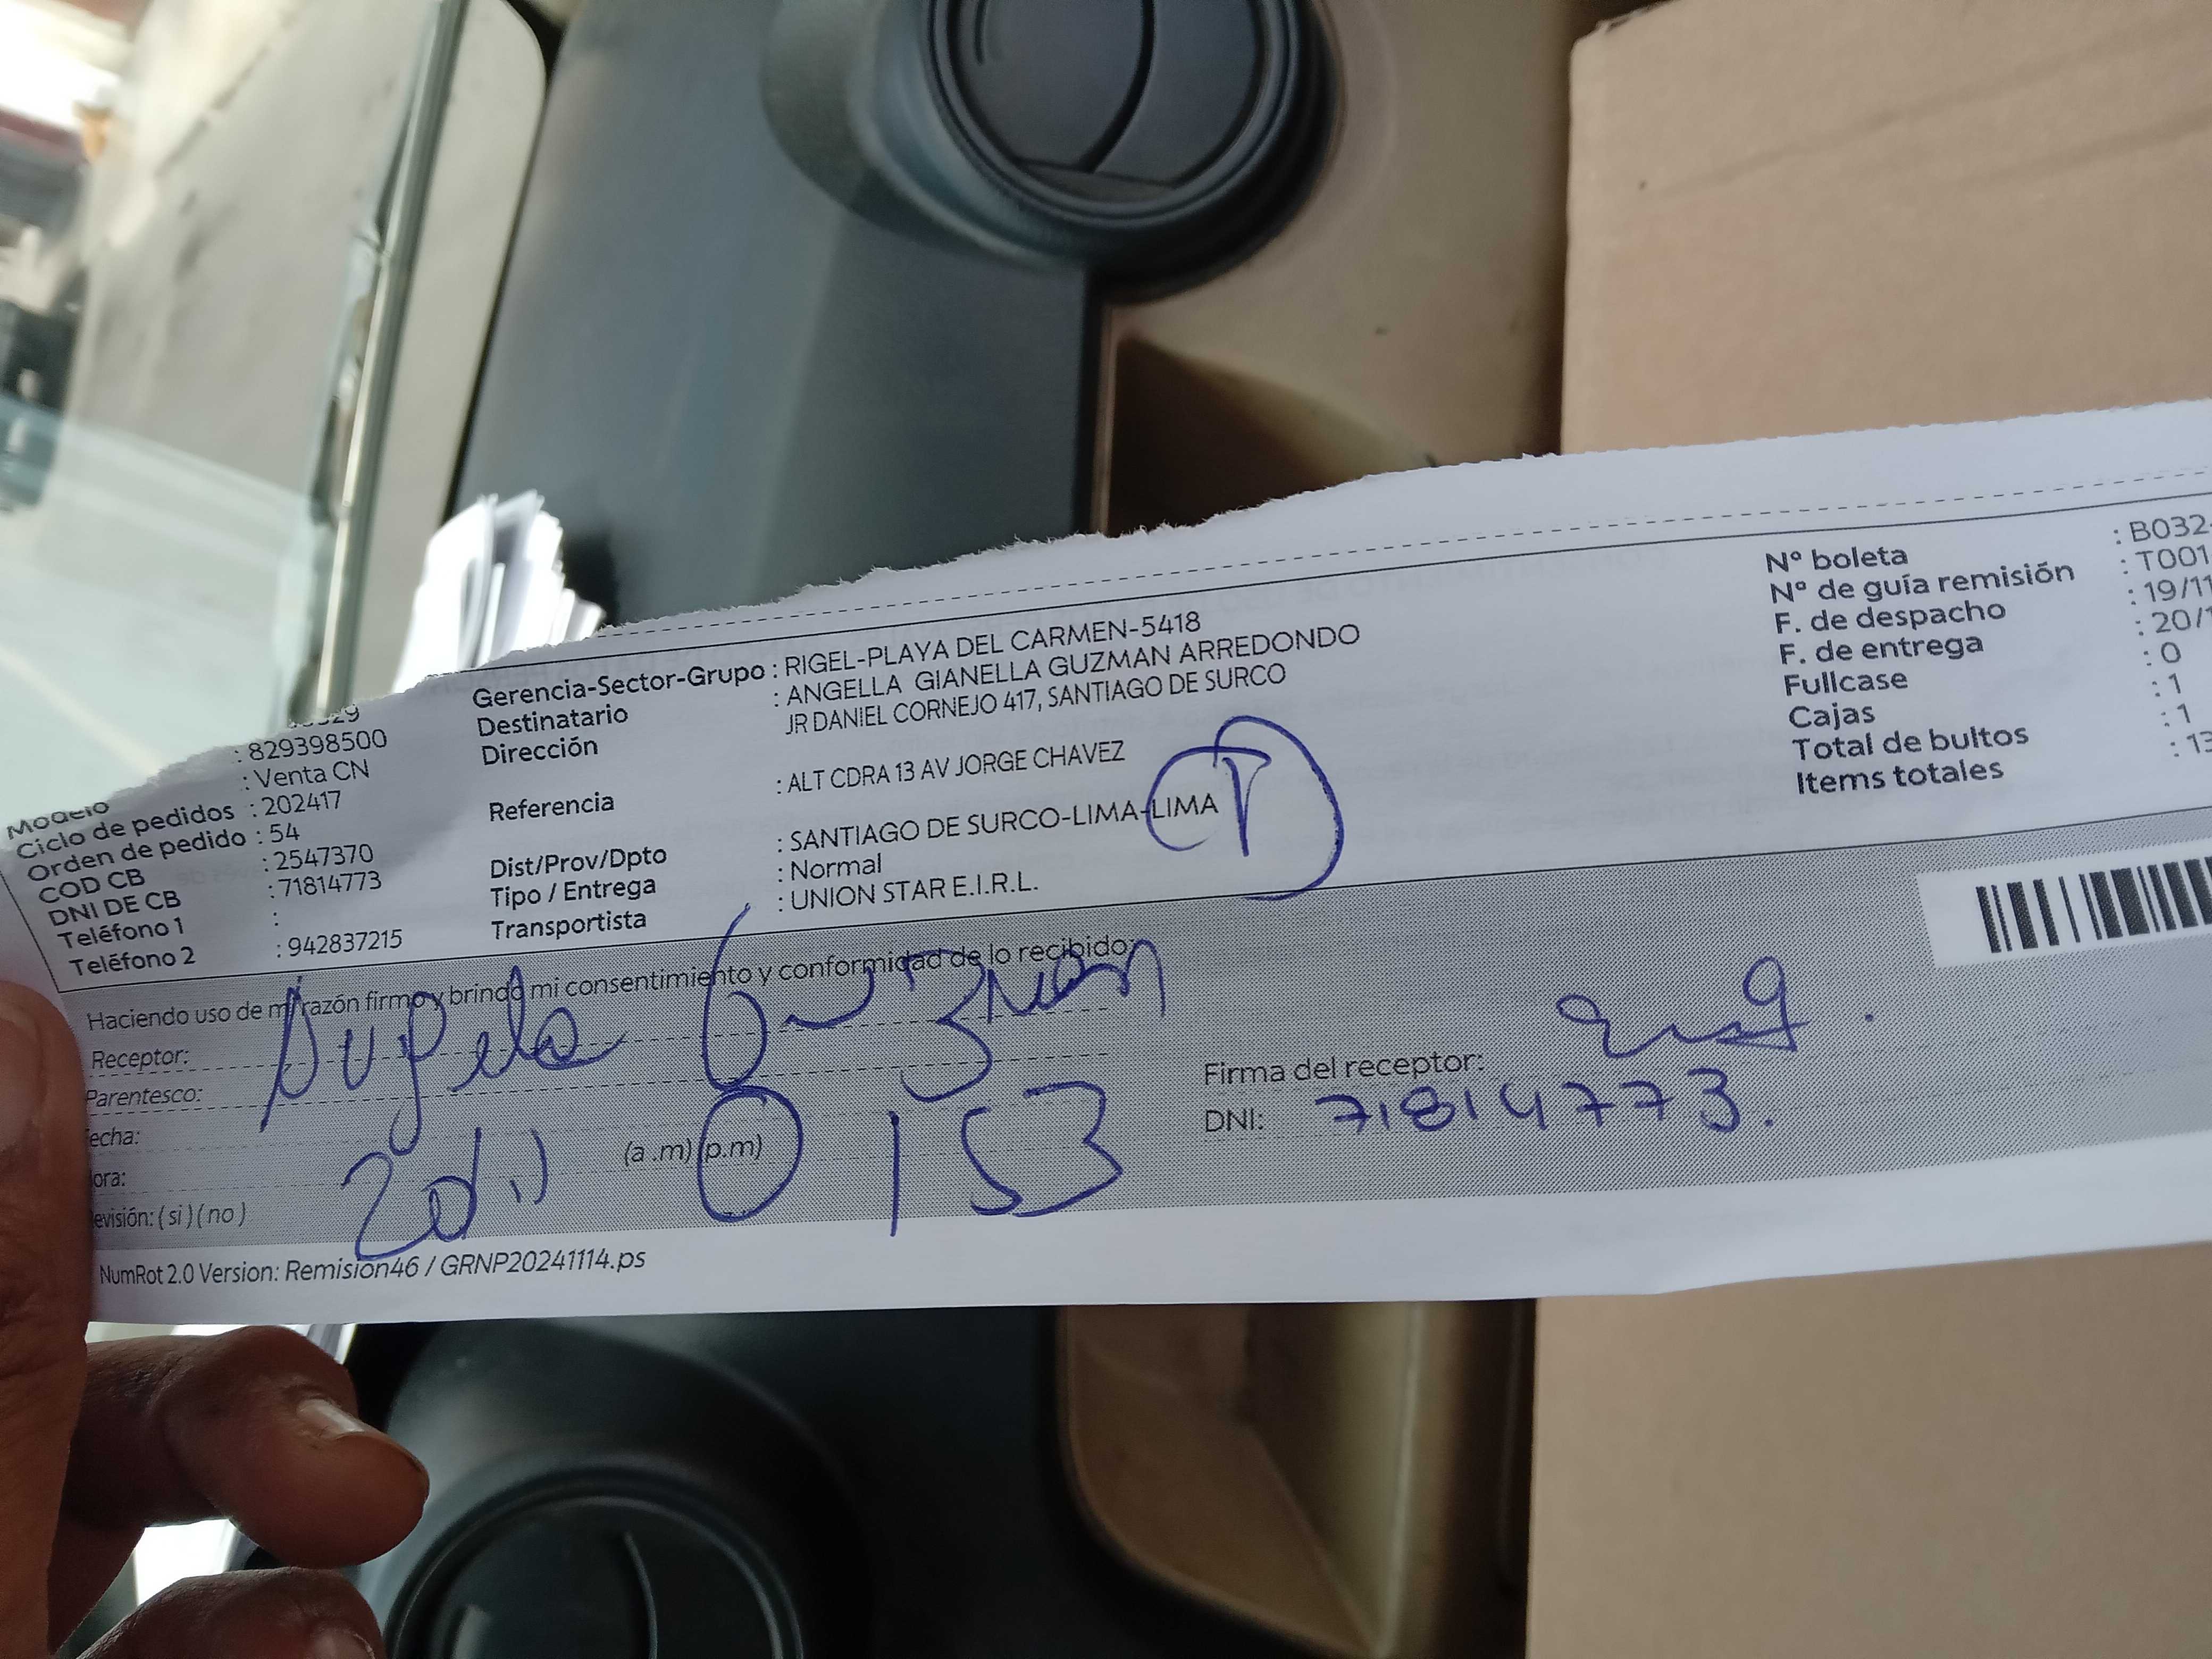 Modelo : Venta CN
: 829398500
Ciclo de pedidos : 202417
Orden de pedido : 54
COD CB : 2547370
DNI DE CB : 71814773
Teléfono 1 :
Teléfono 2 : 942837215
Gerencia-Sector-Grupo : RIGEL-PLAYA DEL CARMEN-5418
Destinatario : ANGELLA GIANELLA GUZMAN ARREDONDO
Dirección JR DANIEL CORNEJO 417, SANTIAGO DE SURCO
Referencia : ALT CDRA 13 AV JORGE CHAVEZ
Dist/Prov/Dpto : SANTIAGO DE SURCO-LIMA-LIMA
Tipo / Entrega : Normal
Transportista : UNION STAR E.I.R.L.
Nº boleta : B032-
Nº de guía remisión : T001
F. de despacho : 19/11
F. de entrega : 20/1
Fullcase : 0
Cajas : 1
Total de bultos : 1
Items totales : 13
Haciendo uso de mi razón firmo y brindo mi consentimiento y conformidad de lo recibido:
Receptor:
Parentesco:
echa:
ora: (a .m) (p.m)
evisión: ( si ) ( no )
153
Firma del receptor:
DNI: 71814773.
NumRot 2.0 Version: Remision46 / GRNP20241114.ps